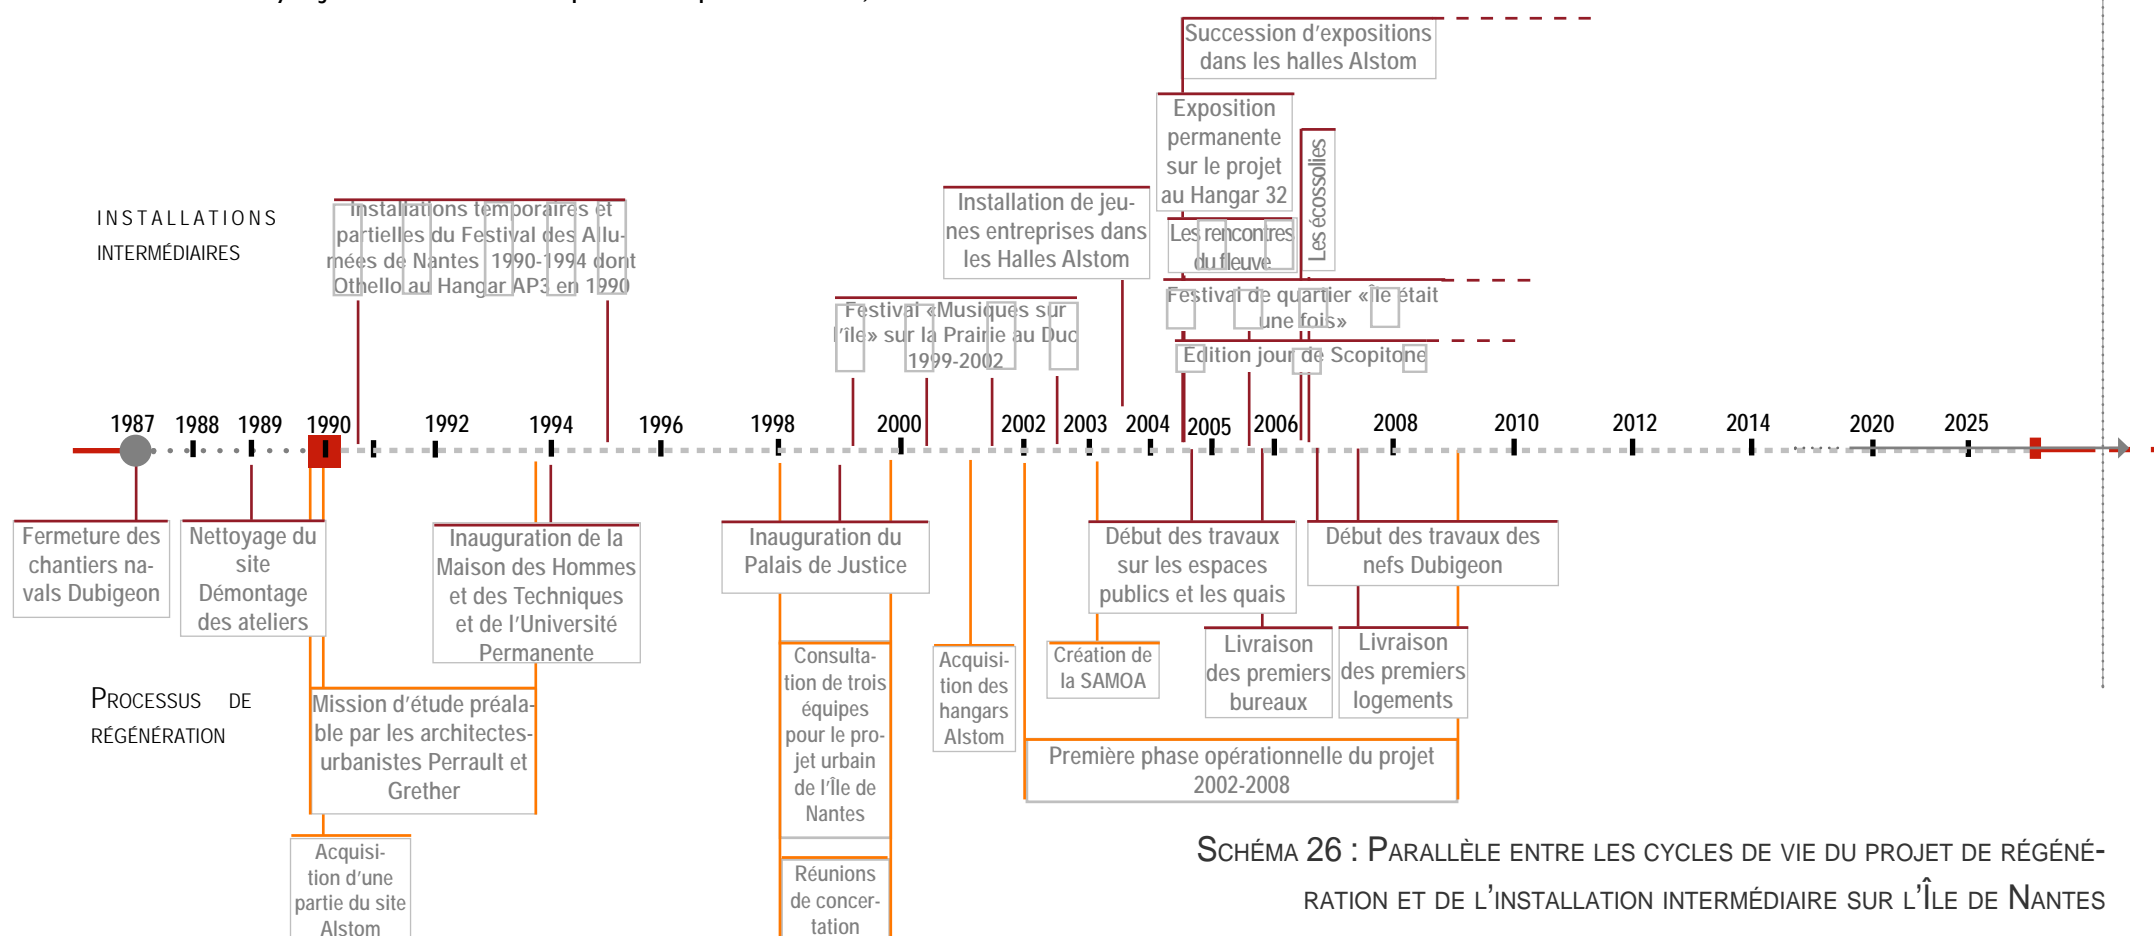 Succession d'expositions
dans les halles Alstom
Exposition
permanente
sur le projet
au Hangar 32
Les écossolies
INSTALLATIONS
INTERMÉDIAIRES
Installations temporaires et
partielles du Festival des Allu-
mées de Nantes 1990-1994 dont
Othello au Hangar AP3 en 1990
Installation de jeu-
nes entreprises dans
les Halles Alstom
Les rencontres
du fleuve
Festival «Musiques sur
l'île» sur la Prairie au Duc
1999-2002
Festival de quartier «Île était
une fois»
Edition jour de Scopitone
1987 1988 1989 1990 1992 1994 1996 1998 2000 2002 2003 2004 2005 2006 2008 2010 2012 2014 2020 2025
Fermeture des
chantiers na-
vals Dubigeon
Nettoyage du
site
Démontage
des ateliers
Inauguration de la
Maison des Hommes
et des Techniques
et de l'Université
Permanente
Inauguration du
Palais de Justice
Début des travaux
sur les espaces
publics et les quais
Début des travaux des
nefs Dubigeon
PROCESSUS DE
RÉGÉNÉRATION
Mission d'étude préala-
ble par les architectes-
urbanistes Perrault et
Grether
Consulta-
tion de trois
équipes
pour le pro-
jet urbain
de l'Île de
Nantes
Acquisi-
tion des
hangars
Alstom
Création de
la SAMOA
Livraison
des premiers
bureaux
Livraison
des premiers
logements
Première phase opérationnelle du projet
2002-2008
Acquisi-
tion d'une
partie du site
Alstom
Réunions
de concer-
tation
SCHÉMA 26 : PARALLÈLE ENTRE LES CYCLES DE VIE DU PROJET DE RÉGÉNÉ-
RATION ET DE L'INSTALLATION INTERMÉDIAIRE SUR L'ÎLE DE NANTES